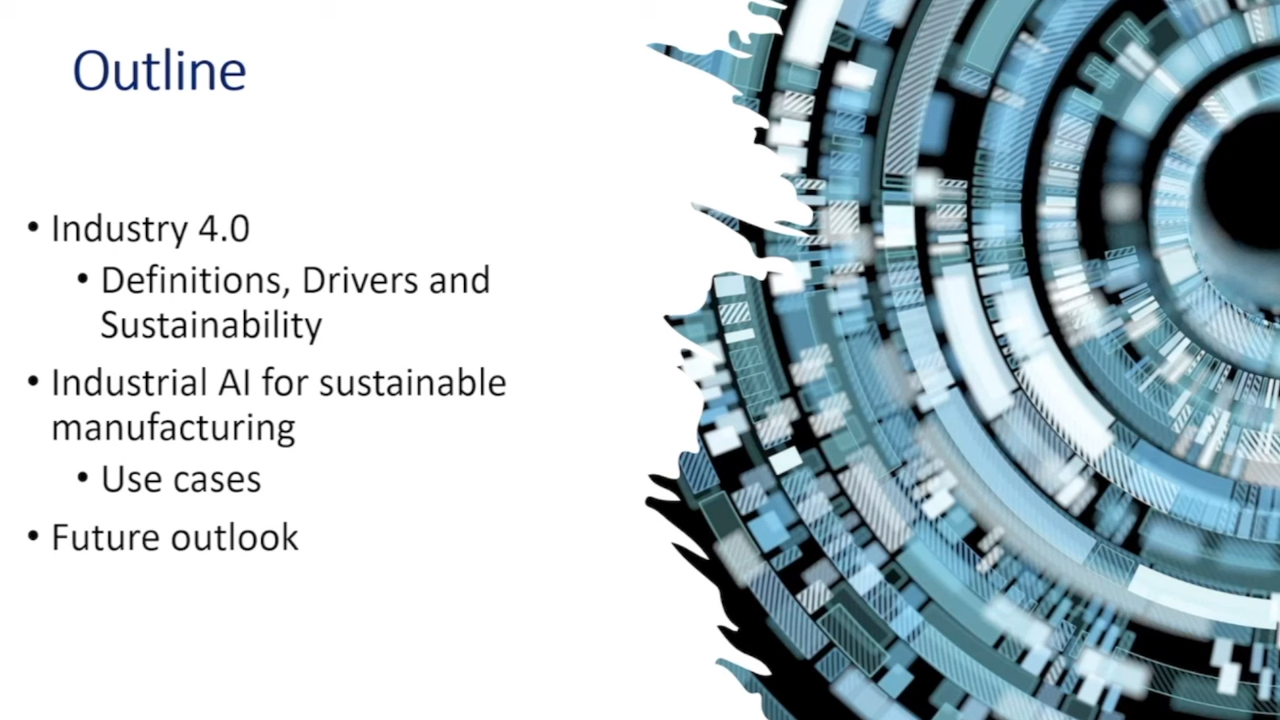 Outline
• Industry 4.0
• Definitions, Drivers and
Sustainability
• Industrial AI for sustainable
manufacturing
• Use cases
• Future outlook